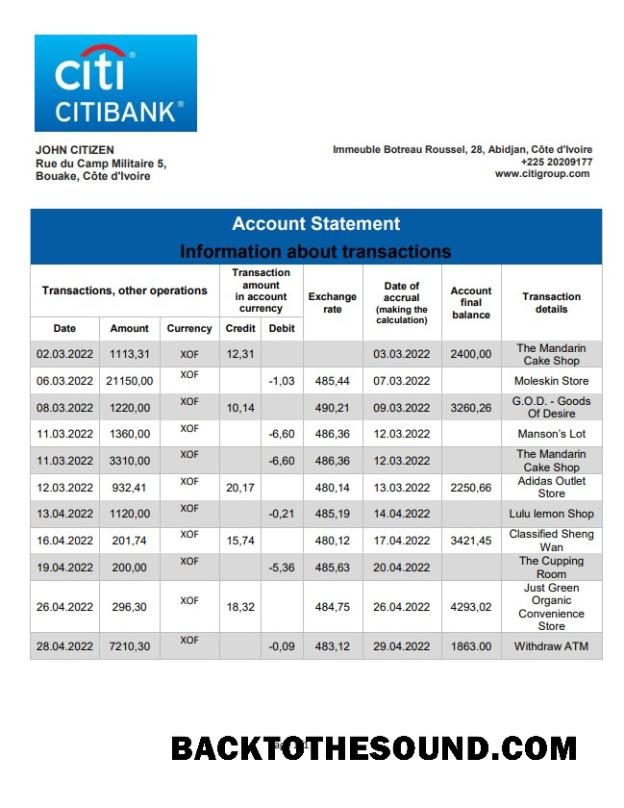 citi®
CITIBANK®
JOHN CITIZEN
Rue du Camp Militaire 5,
Bouake, Côte d'Ivoire
Immeuble Botreau Roussel, 28, Abidjan, Côte d'Ivoire
+225 20209177
www.citigroup.com
Account Statement
Information about transactions
Transactions, other operations
Transaction
amount
in account
currency
Exchange
rate
Date of
accrual
(making the
calculation)
Account
final
balance
Transaction
details
Date Amount Currency Credit Debit
02.03.2022 1113,31 XOF 12,31 03.03.2022 2400,00 The Mandarin
Cake Shop
06.03.2022 21150,00 XOF -1,03 485,44 07.03.2022 Moleskin Store
08.03.2022 1220,00 XOF 10,14 490,21 09.03.2022 3260,26 G.O.D. - Goods
Of Desire
11.03.2022 1360,00 XOF -6,60 486,36 12.03.2022 Manson's Lot
11.03.2022 3310,00 XOF -6,60 486,36 12.03.2022 The Mandarin
Cake Shop
12.03.2022 932,41 XOF 20,17 480,14 13.03.2022 2250,66 Adidas Outlet
Store
13.04.2022 1120,00 XOF -0,21 485,19 14.04.2022 Lulu lemon Shop
16.04.2022 201,74 XOF 15,74 480,12 17.04.2022 3421,45 Classified Sheng
Wan
19.04.2022 200,00 XOF -5,36 485,63 20.04.2022 The Cupping
Room
26.04.2022 296,30 XOF 18,32 484,75 26.04.2022 4293,02 Just Green
Organic
Convenience
Store
28.04.2022 7210,30 XOF -0,09 483,12 29.04.2022 1863.00 Withdraw ATM
BACKTOTHESOUND.COM